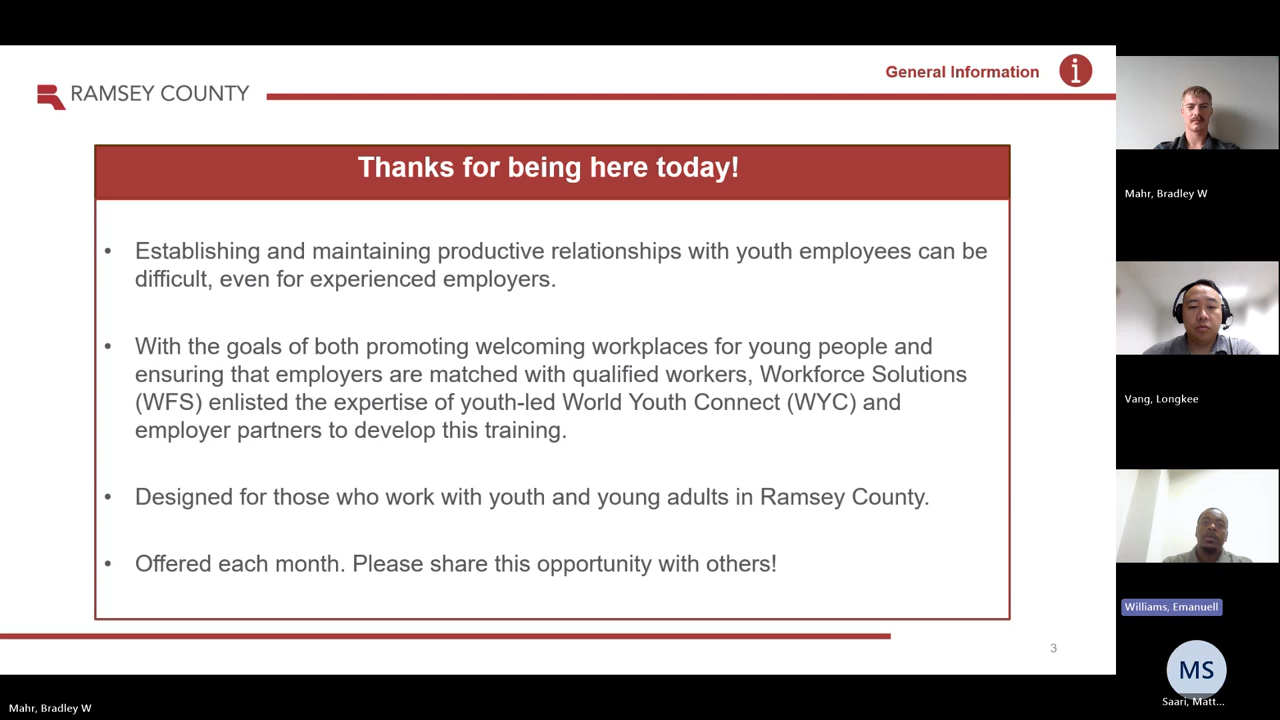 General Information
RAMSEY COUNTY
Thanks for being here today!
• Establishing and maintaining productive relationships with youth employees can be
difficult, even for experienced employers.
• With the goals of both promoting welcoming workplaces for young people and
ensuring that employers are matched with qualified workers, Workforce Solutions
(WFS) enlisted the expertise of youth-led World Youth Connect (WYC) and
employer partners to develop this training.
• Designed for those who work with youth and young adults in Ramsey County.
• Offered each month. Please share this opportunity with others!
3
Mahr, Bradley W
Mahr, Bradley W
Vang, Longkee
Williams, Emanuell
MS
Saari, Matt...